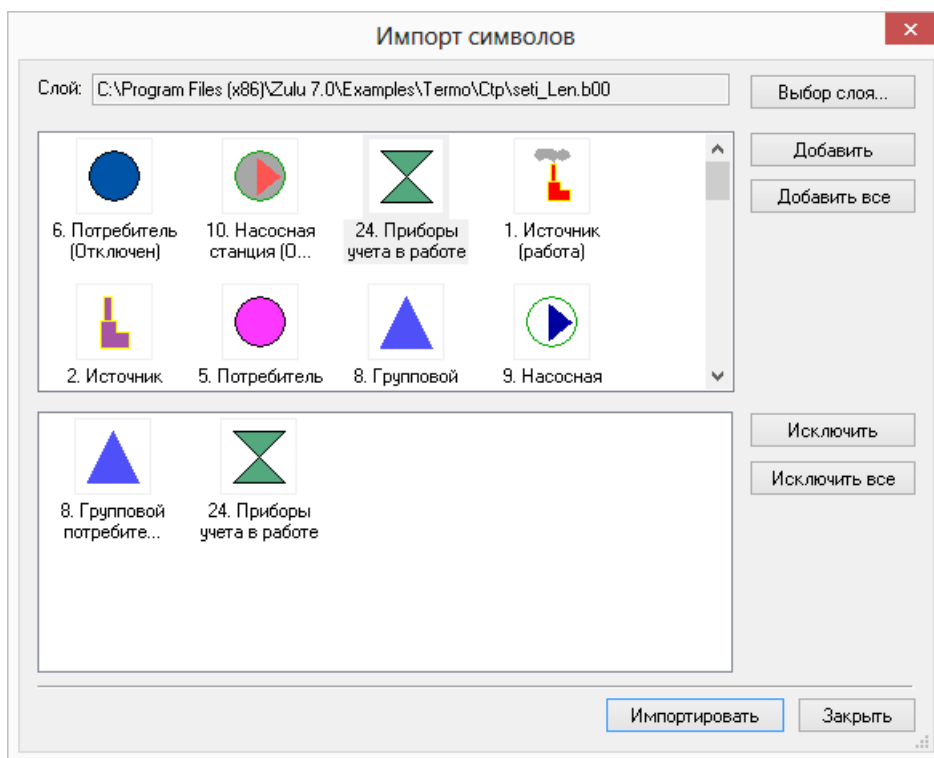 Импорт символов
Слой: C:\Program Files (x86)\Zulu 7.0\Examples\Termo\Ctp\seti_Len.b00
Выбор слоя...
Добавить
Добавить все
6. Потребитель (Отключен)
10. Насосная станция (О...
24. Приборы учета в работе
1. Источник (работа)
2. Источник
5. Потребитель
8. Групповой
9. Насосная
8. Групповой потребите...
24. Приборы учета в работе
Исключить
Исключить все
Импортировать
Закрыть